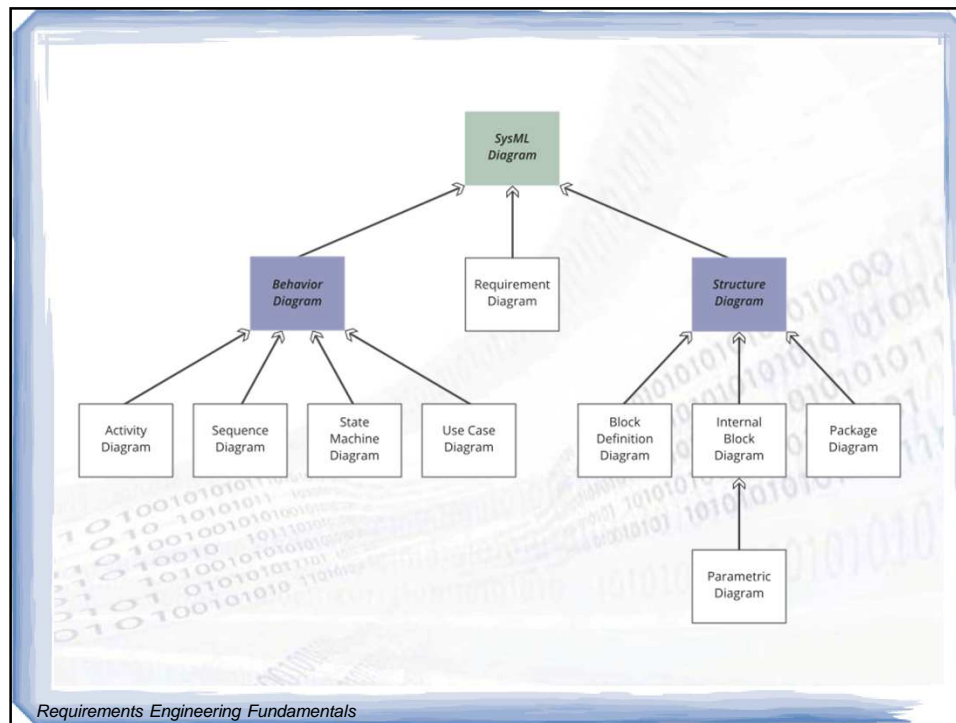 SysML
Diagram
Behavior
Diagram
Requirement
Diagram
Structure
Diagram
Activity
Diagram
Sequence
Diagram
State
Machine
Diagram
Use Case
Diagram
Block
Definition
Diagram
Internal
Block
Diagram
Package
Diagram
Parametric
Diagram
Requirements Engineering Fundamentals